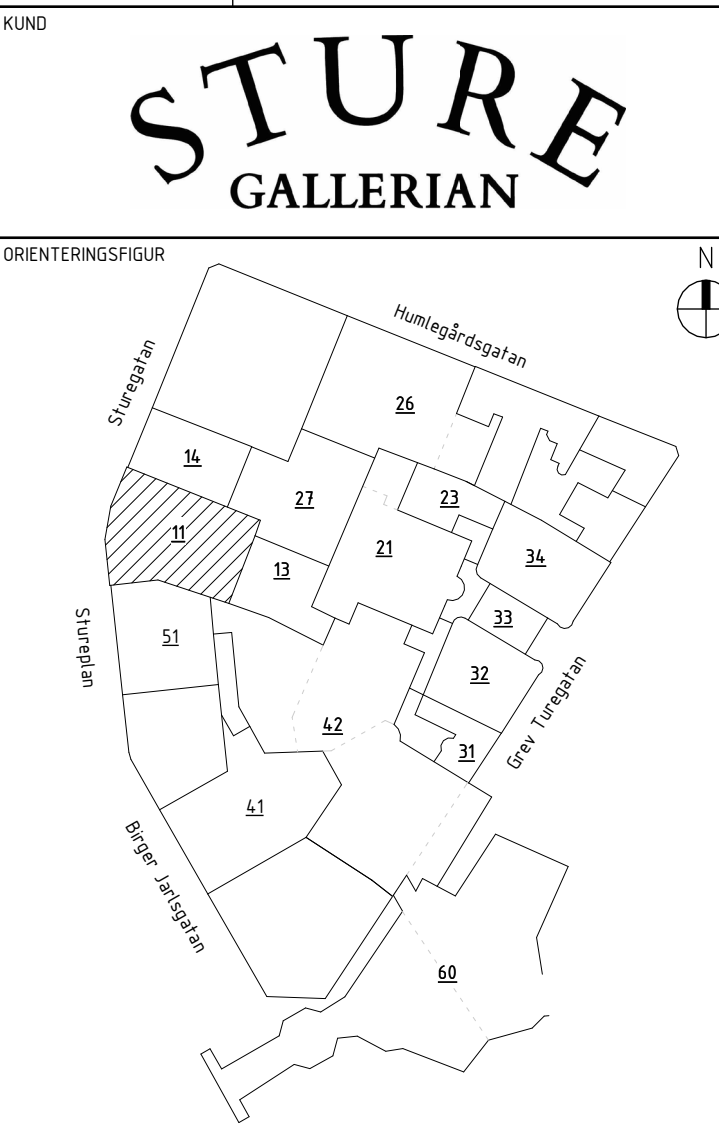 KUND
STURE
GALLERIAN
ORIENTERINGSFIGUR
N
Humlegårdsgatan
Sturegatan
26
14
27
23
11
21
34
13
33
51
Stureplan
32
42
Grev Turegatan
31
41
Birger Jarlsgatan
60